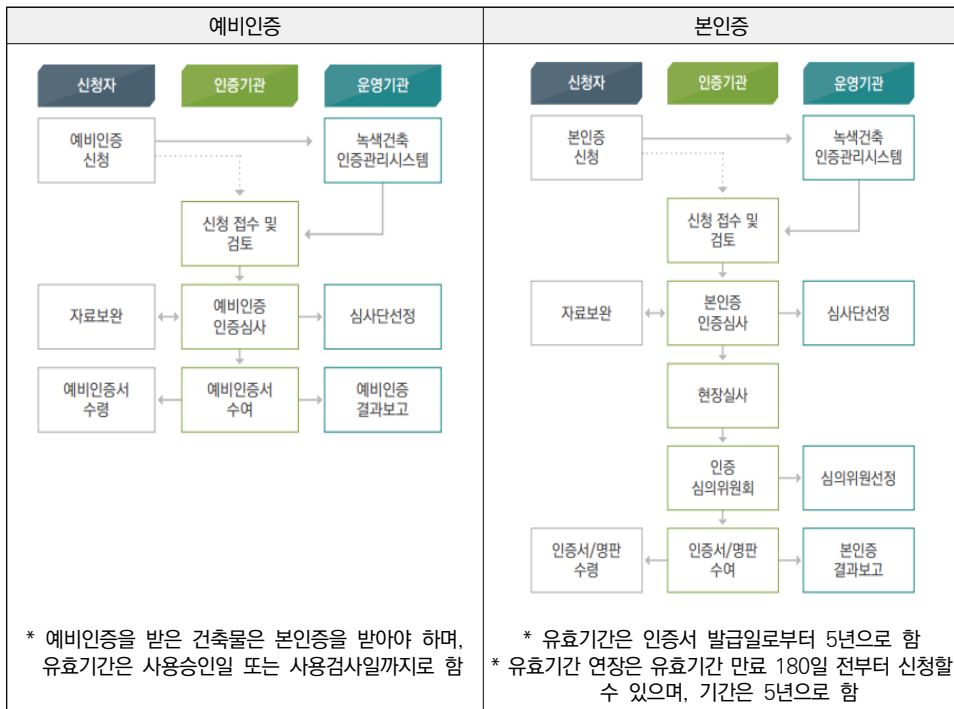 예비인증
신청자 인증기관 운영기관
예비인증
신청
녹색건축
인증관리시스템
신청 접수 및
검토
자료보완
예비인증
인증심사
심사단선정
예비인증서
수령
예비인증서
수여
예비인증
결과보고
* 예비인증을 받은 건축물은 본인증을 받아야 하며,
유효기간은 사용승인일 또는 사용검사일까지로 함
본인증
신청자 인증기관 운영기관
본인증
신청
녹색건축
인증관리시스템
신청 접수 및
검토
자료보완
본인증
인증심사
심사단선정
현장실사
인증
심의위원회
심의위원선정
인증서/명판
수령
인증서/명판
수여
본인증
결과보고
* 유효기간은 인증서 발급일로부터 5년으로 함
* 유효기간 연장은 유효기간 만료 180일 전부터 신청할
수 있으며, 기간은 5년으로 함